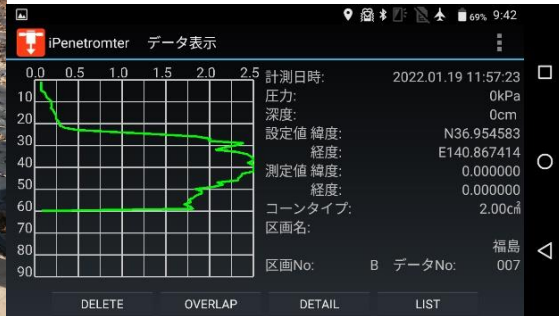 69% 9:42
iPenetromter データ表示
0.0 0.5 1.0 1.5 2.0 2.5
10
20
30
40
50
60
70
80
90
計測日時: 2022.01.19 11:57:23
圧力: 0kPa
深度: 0cm
設定値 緯度: N36.954583
経度: E140.867414
測定値 緯度: 0.000000
経度: 0.000000
コーンタイプ: 2.00c㎡
区画名:
福島
区画No: B データNo: 007
DELETE OVERLAP DETAIL LIST